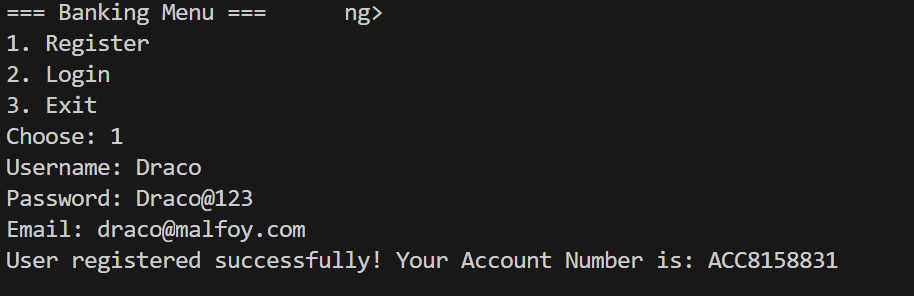 === Banking Menu ===      ng>
1. Register
2. Login
3. Exit
Choose: 1
Username: Draco
Password: Draco@123
Email: draco@malfoy.com
User registered successfully! Your Account Number is: ACC8158831